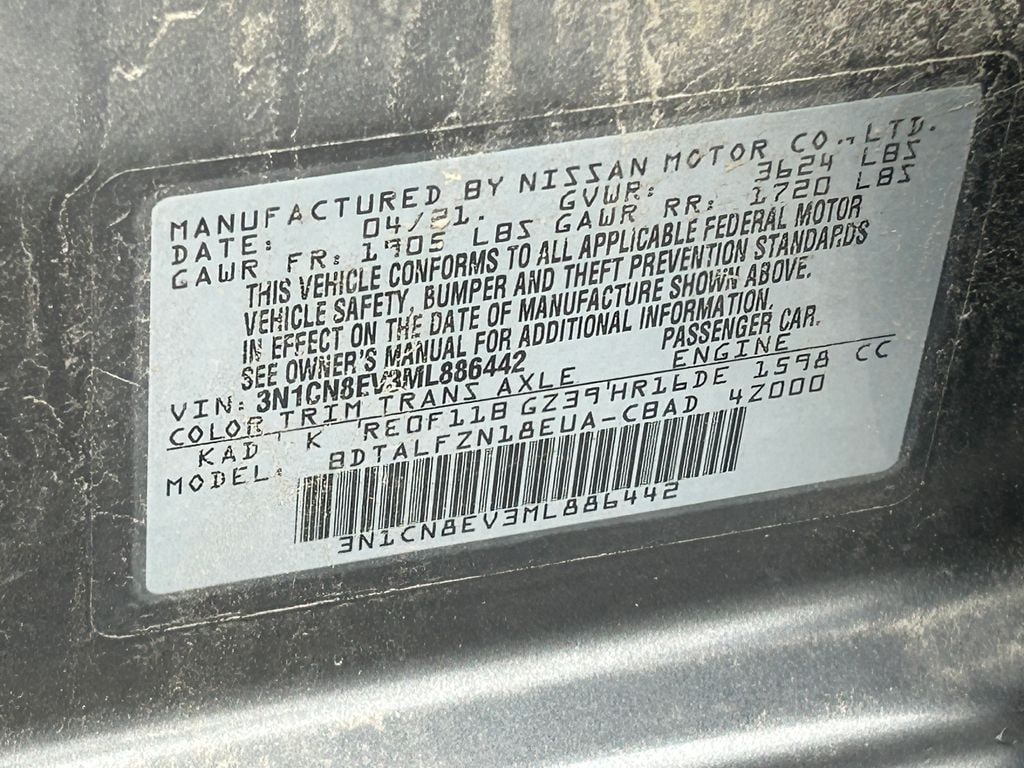 MANUFACTURED BY NISSAN MOTOR CO., LTD.
DATE: 04/21. GVWR: 3624 LBS
GAWR FR: 1905 LBS GAWR RR: 1720 LBS
THIS VEHICLE CONFORMS TO ALL APPLICABLE FEDERAL MOTOR
VEHICLE SAFETY, BUMPER AND THEFT PREVENTION STANDARDS
IN EFFECT ON THE DATE OF MANUFACTURE SHOWN ABOVE.
SEE OWNER'S MANUAL FOR ADDITIONAL INFORMATION.
VIN: 3N1CN8EV3ML886442 PASSENGER CAR.
COLOR TRIM TRANS AXLE ENGINE
KAD K RE0F11B GZ39 HR16DE 1598 CC
MODEL: BDTALFZN18EUA-CBAD 4Z000
3N1CN8EV3ML886442